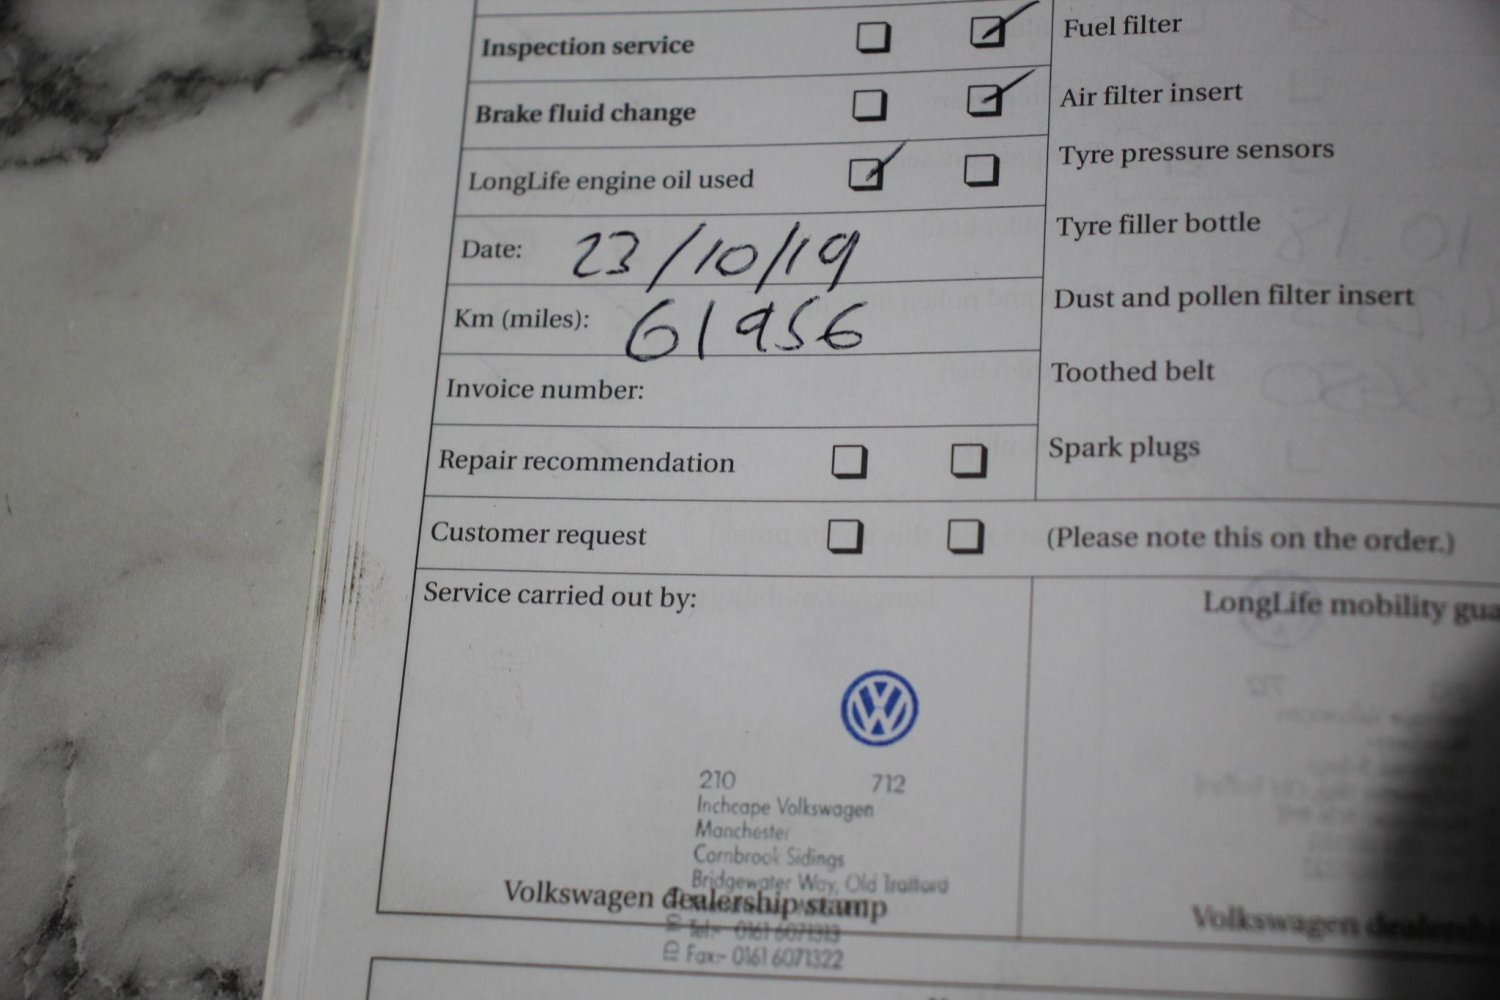 Inspection service
Fuel filter
Brake fluid change
Air filter insert
LongLife engine oil used
Tyre pressure sensors
Date: 23/10/19
Tyre filler bottle
Km (miles): 61956
Dust and pollen filter insert
Invoice number:
Toothed belt
Repair recommendation
Spark plugs
Customer request
(Please note this on the order.)
Service carried out by:
LongLife mobility gua
VW
210 712
Inchcape Volkswagen
Manchester
Cornbrook Sidings
Bridgewater Way, Old Trafford
Volkswagen dealership stamp
Volkswagen dealersh
Tel:- 0161 6071313
Fax:- 0161 6071322